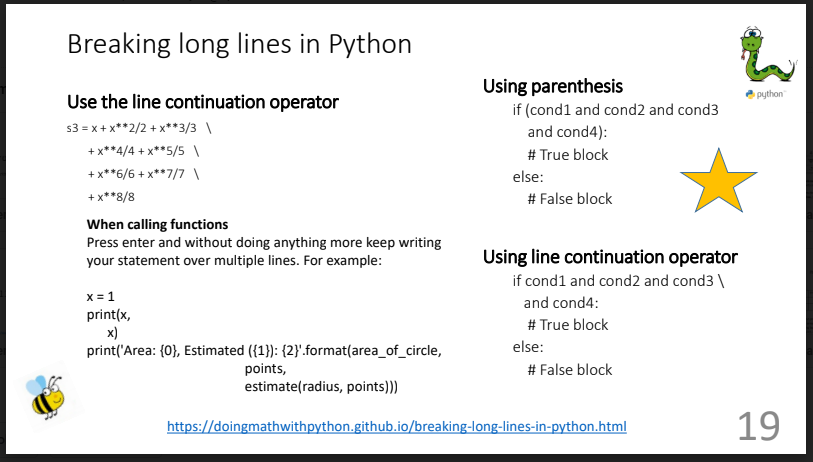 Breaking long lines in Python
Use the line continuation operator
s3 = x + x**2/2 + x**3/3 \
+ x**4/4 + x**5/5 \
+ x**6/6 + x**7/7 \
+ x**8/8
When calling functions
Press enter and without doing anything more keep writing
your statement over multiple lines. For example:
x = 1
print(x,
x)
print('Area: {0}, Estimated ({1}): {2}'.format(area_of_circle,
points,
estimate(radius, points)))
Using parenthesis
if (cond1 and cond2 and cond3
and cond4):
# True block
else:
# False block
Using line continuation operator
if cond1 and cond2 and cond3 \
and cond4:
# True block
else:
# False block
python™
https://doingmathwithpython.github.io/breaking-long-lines-in-python.html
19